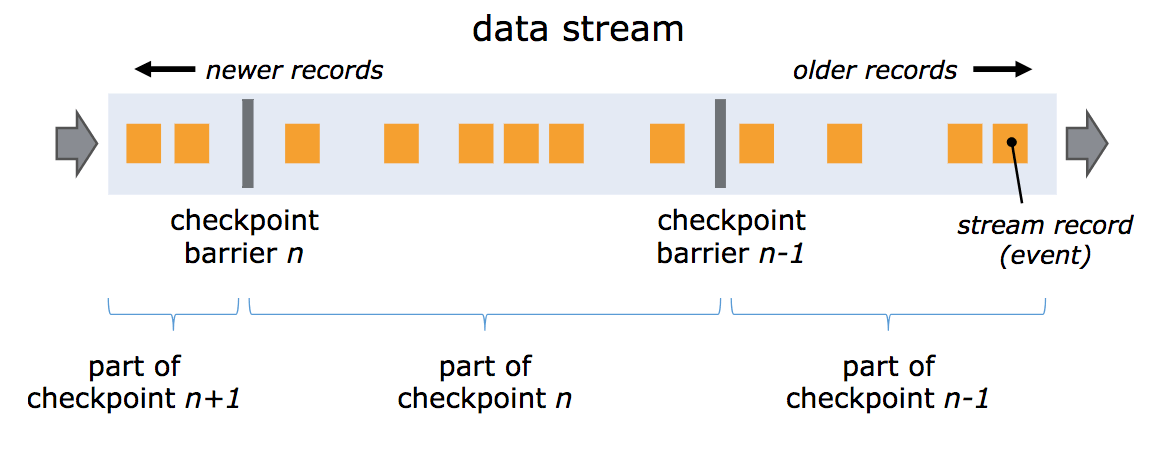 data stream
newer records
older records
checkpoint
barrier n
checkpoint
barrier n-1
stream record
(event)
part of
checkpoint n+1
part of
checkpoint n
part of
checkpoint n-1